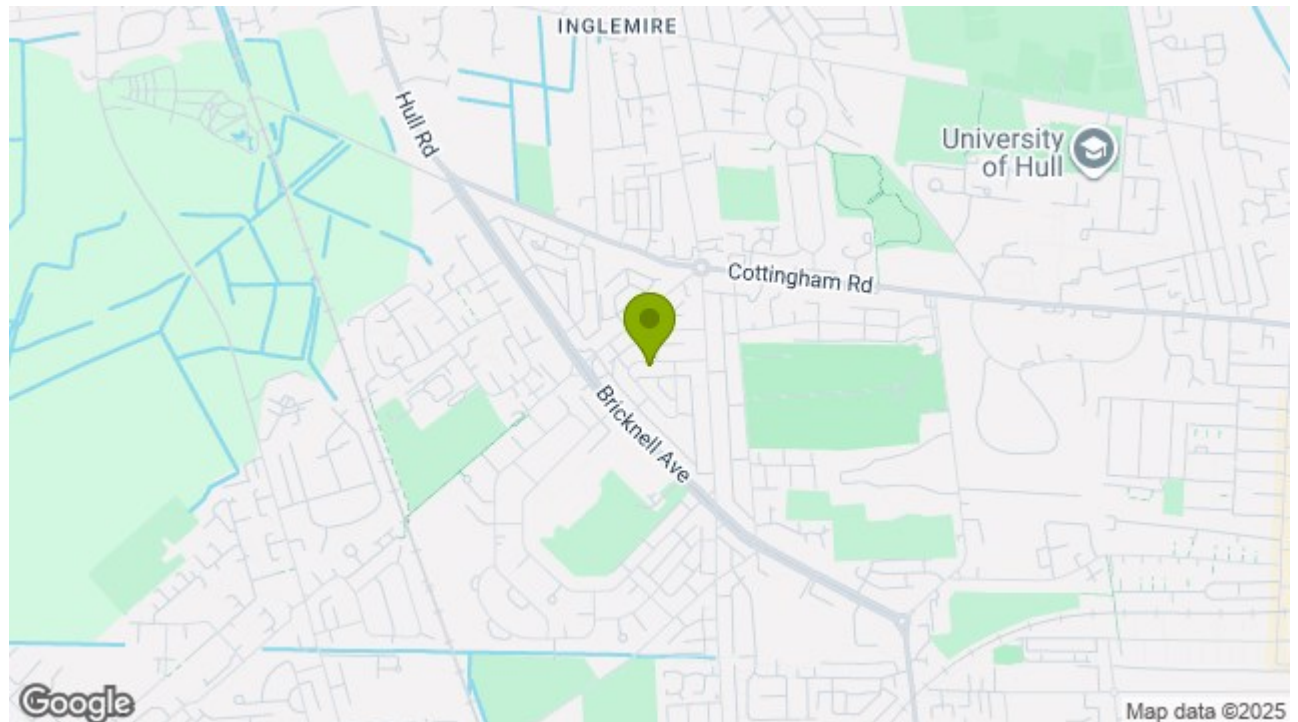 INGLEMIRE
Hull Rd
University
of Hull
Cottingham Rd
Bricknell Ave
Google
Map data ©2025